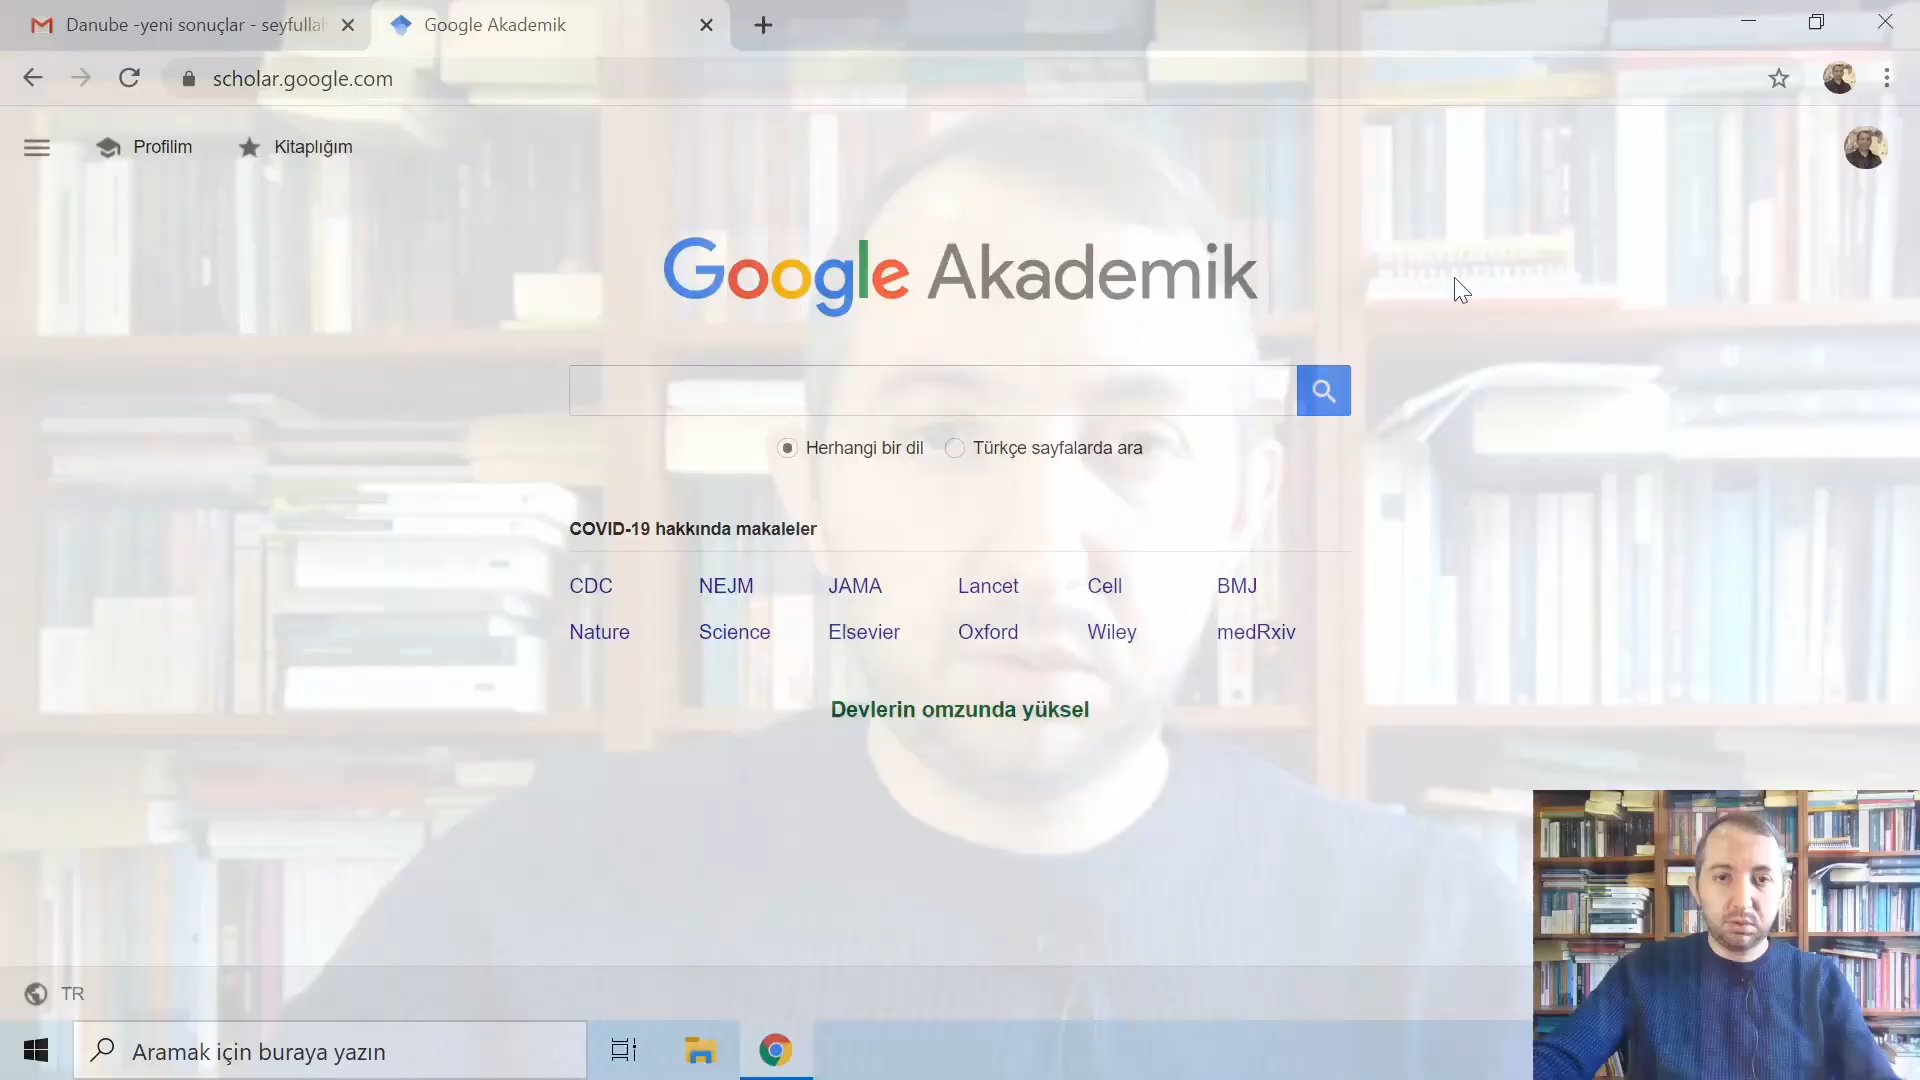 Danube -yeni sonuçlar - seyfullah
Google Akademik
scholar.google.com
Profilim
Kitaplığım
Google Akademik
Herhangi bir dil
Türkçe sayfalarda ara
COVID-19 hakkında makaleler
CDC NEJM JAMA Lancet Cell BMJ
Nature Science Elsevier Oxford Wiley medRxiv
Devlerin omzunda yüksel
TR
Aramak için buraya yazın